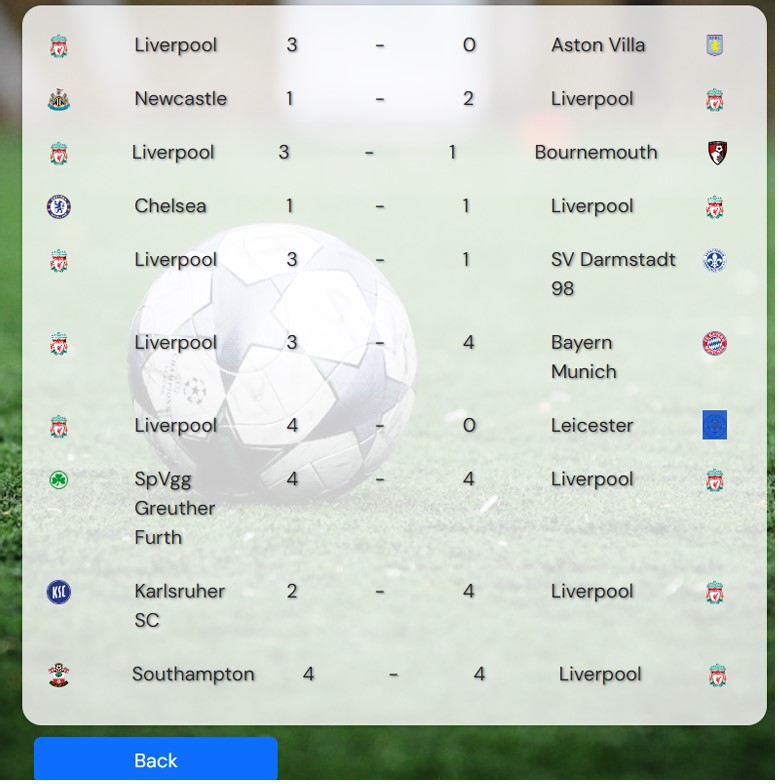 Liverpool 3 - 0 Aston Villa
Newcastle 1 - 2 Liverpool
Liverpool 3 - 1 Bournemouth
Chelsea 1 - 1 Liverpool
Liverpool 3 - 1 SV Darmstadt
98
Liverpool 3 - 4 Bayern
Munich
Liverpool 4 - 0 Leicester
SpVgg 4 - 4 Liverpool
Greuther
Furth
KSC Karlsruher 2 - 4 Liverpool
SC
Southampton 4 - 4 Liverpool
Back